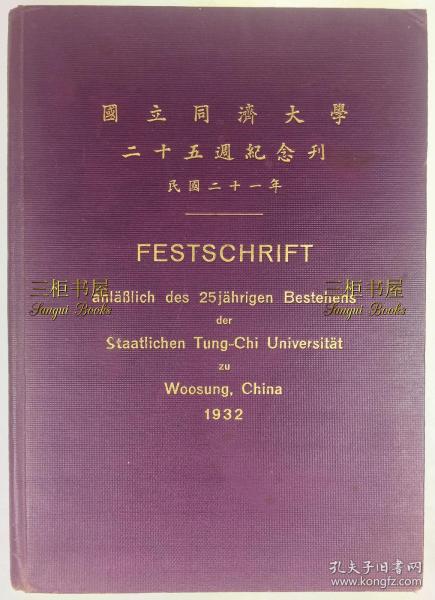 國立同濟大學
二十五週紀念刊
民國二十一年
FESTSCHRIFT
三柜书屋
Sangui Books
三柜书屋
Sangui Books
anläßlich des 25jährigen Bestehens
der
Staatlichen Tung-Chi Universität
zu
Woosung, China
1932
孔夫子旧书网
www.kongfz.com